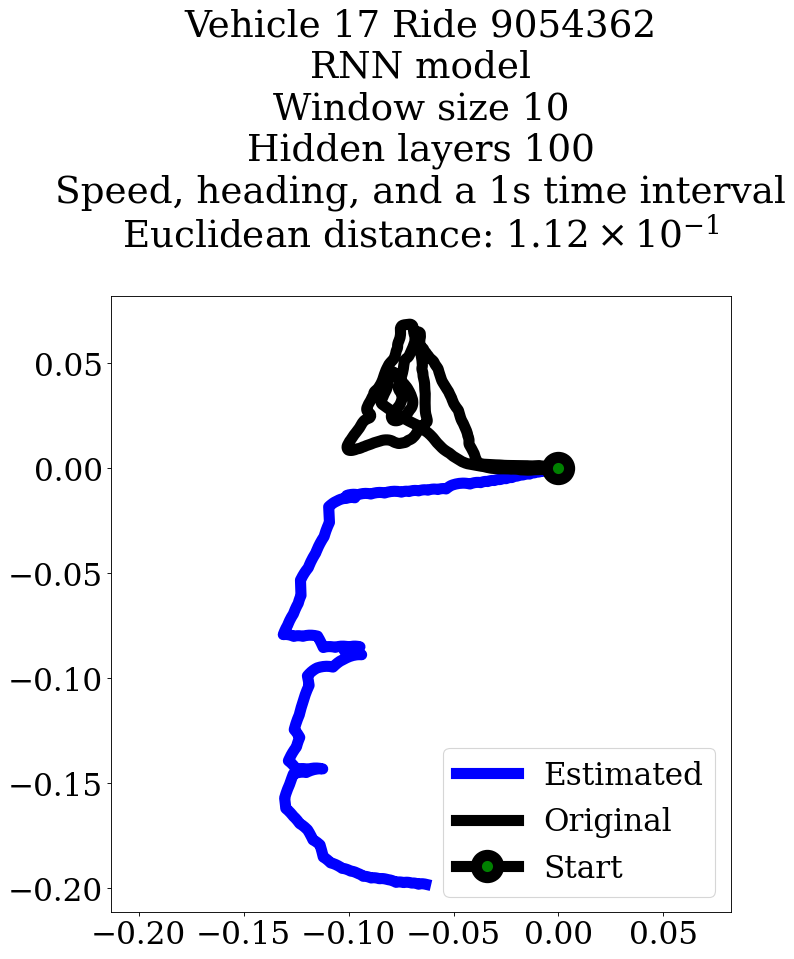 Vehicle 17 Ride 9054362
RNN model
Window size 10
Hidden layers 100
Speed, heading, and a 1s time interval
Euclidean distance: 1.12 × 10⁻¹
0.05
0.00
−0.05
−0.10
−0.15
−0.20
Estimated
Original
Start
−0.20 −0.15 −0.10 −0.05 0.00 0.05